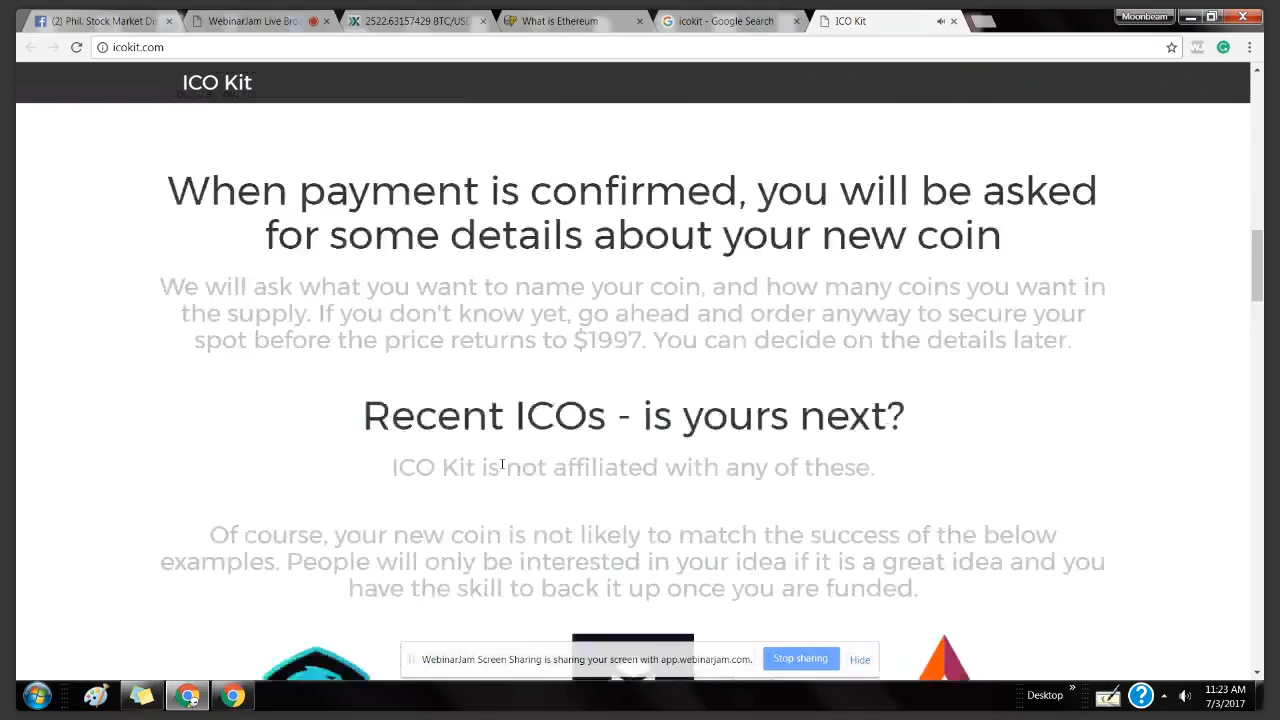 (2) Phil. Stock Market Di
WebinarJam Live Broa
2522.63157429 BTC/USD
What is Ethereum
icokit - Google Search
ICO Kit
Moonbeam
icokit.com
ICO Kit
When payment is confirmed, you will be asked
for some details about your new coin
We will ask what you want to name your coin, and how many coins you want in
the supply. If you don't know yet, go ahead and order anyway to secure your
spot before the price returns to $1997. You can decide on the details later.
Recent ICOs - is yours next?
ICO Kit is not affiliated with any of these.
Of course, your new coin is not likely to match the success of the below
examples. People will only be interested in your idea if it is a great idea and you
have the skill to back it up once you are funded.
WebinarJam Screen Sharing is sharing your screen with app.webinarjam.com.
Stop sharing
Hide
Desktop
11:23 AM
7/3/2017